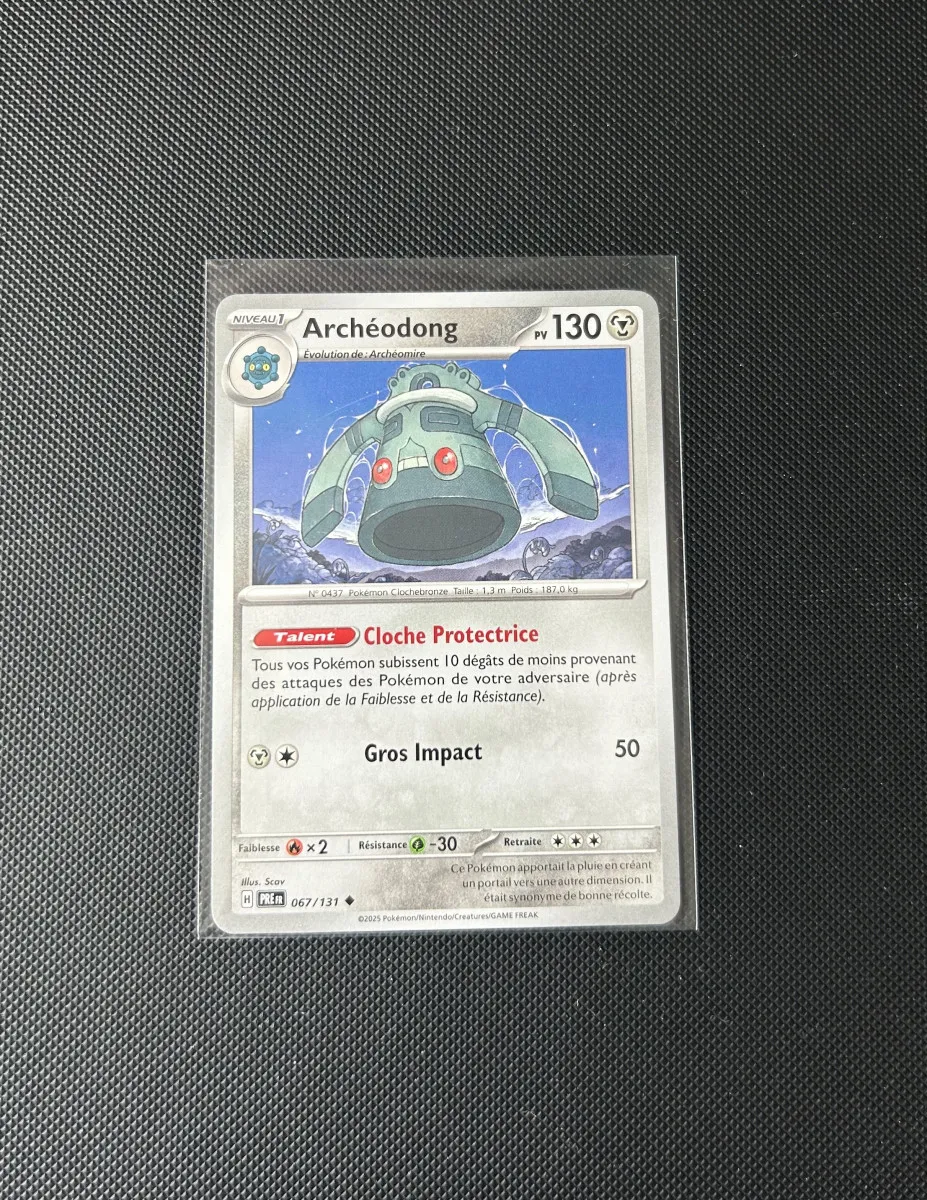 NIVEAU 1
Archéodong
PV 130
Évolution de : Archéomire
N° 0437 Pokémon Clochebronze Taille : 1,3 m Poids : 187,0 kg
Talent Cloche Protectrice
Tous vos Pokémon subissent 10 dégâts de moins provenant
des attaques des Pokémon de votre adversaire (après
application de la Faiblesse et de la Résistance).
Gros Impact 50
Faiblesse ×2 Résistance -30 Retraite
Ce Pokémon apportait la pluie en créant
un portail vers une autre dimension. Il
était synonyme de bonne récolte.
Illus. Scav
H PRE FR 067/131
©2025 Pokémon/Nintendo/Creatures/GAME FREAK